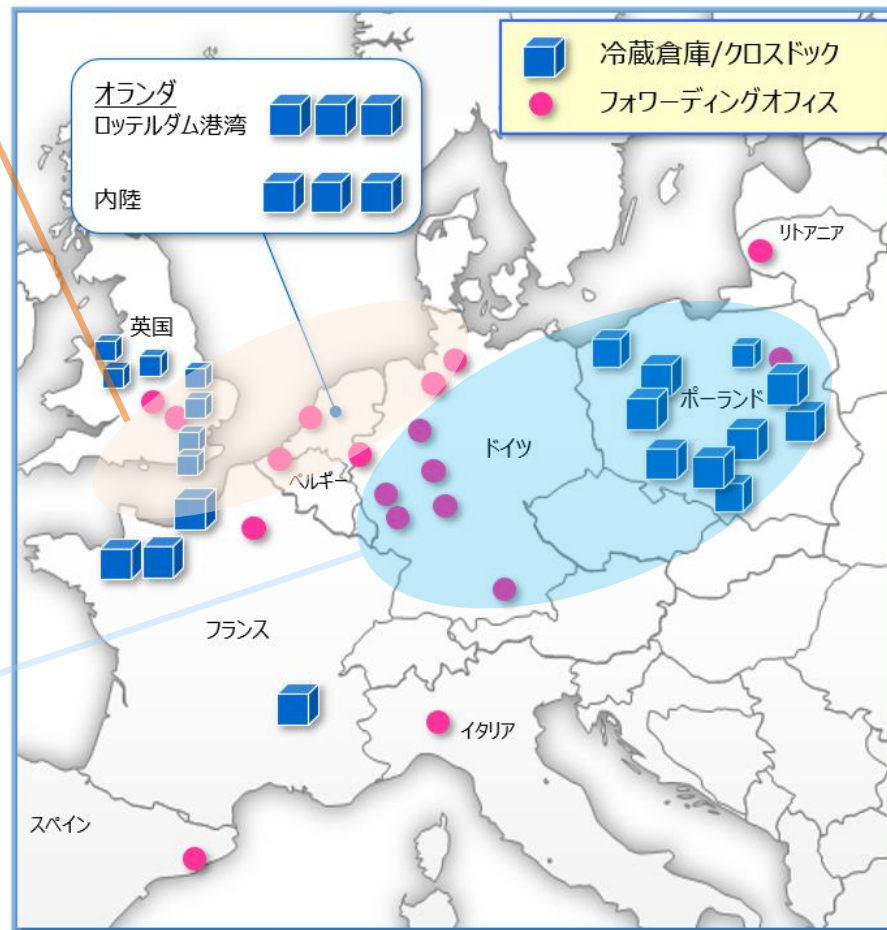 冷蔵倉庫/クロスドック
フォワーディングオフィス
オランダ
ロッテルダム港湾
内陸
リトアニア
英国
ポーランド
ドイツ
ベルギー
フランス
イタリア
スペイン